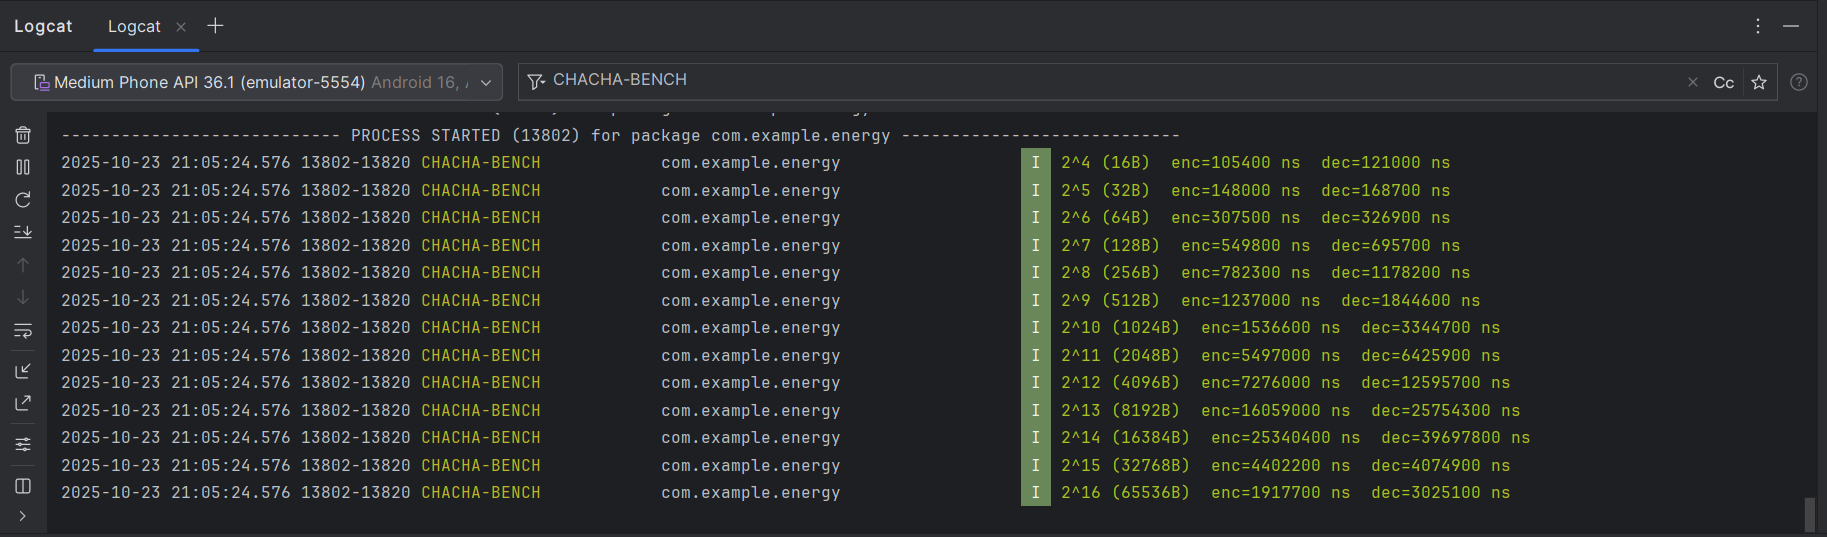 Logcat Logcat
Medium Phone API 36.1 (emulator-5554) Android 16, CHACHA-BENCH Cc
---------------------------- PROCESS STARTED (13802) for package com.example.energy ----------------------------
2025-10-23 21:05:24.576 13802-13820 CHACHA-BENCH com.example.energy I 2^4 (16B) enc=105400 ns dec=121000 ns
2025-10-23 21:05:24.576 13802-13820 CHACHA-BENCH com.example.energy I 2^5 (32B) enc=148000 ns dec=168700 ns
2025-10-23 21:05:24.576 13802-13820 CHACHA-BENCH com.example.energy I 2^6 (64B) enc=307500 ns dec=326900 ns
2025-10-23 21:05:24.576 13802-13820 CHACHA-BENCH com.example.energy I 2^7 (128B) enc=549800 ns dec=695700 ns
2025-10-23 21:05:24.576 13802-13820 CHACHA-BENCH com.example.energy I 2^8 (256B) enc=782300 ns dec=1178200 ns
2025-10-23 21:05:24.576 13802-13820 CHACHA-BENCH com.example.energy I 2^9 (512B) enc=1237000 ns dec=1844600 ns
2025-10-23 21:05:24.576 13802-13820 CHACHA-BENCH com.example.energy I 2^10 (1024B) enc=1536600 ns dec=3344700 ns
2025-10-23 21:05:24.576 13802-13820 CHACHA-BENCH com.example.energy I 2^11 (2048B) enc=5497000 ns dec=6425900 ns
2025-10-23 21:05:24.576 13802-13820 CHACHA-BENCH com.example.energy I 2^12 (4096B) enc=7276000 ns dec=12595700 ns
2025-10-23 21:05:24.576 13802-13820 CHACHA-BENCH com.example.energy I 2^13 (8192B) enc=16059000 ns dec=25754300 ns
2025-10-23 21:05:24.576 13802-13820 CHACHA-BENCH com.example.energy I 2^14 (16384B) enc=25340400 ns dec=39697800 ns
2025-10-23 21:05:24.576 13802-13820 CHACHA-BENCH com.example.energy I 2^15 (32768B) enc=4402200 ns dec=4074900 ns
2025-10-23 21:05:24.576 13802-13820 CHACHA-BENCH com.example.energy I 2^16 (65536B) enc=1917700 ns dec=3025100 ns